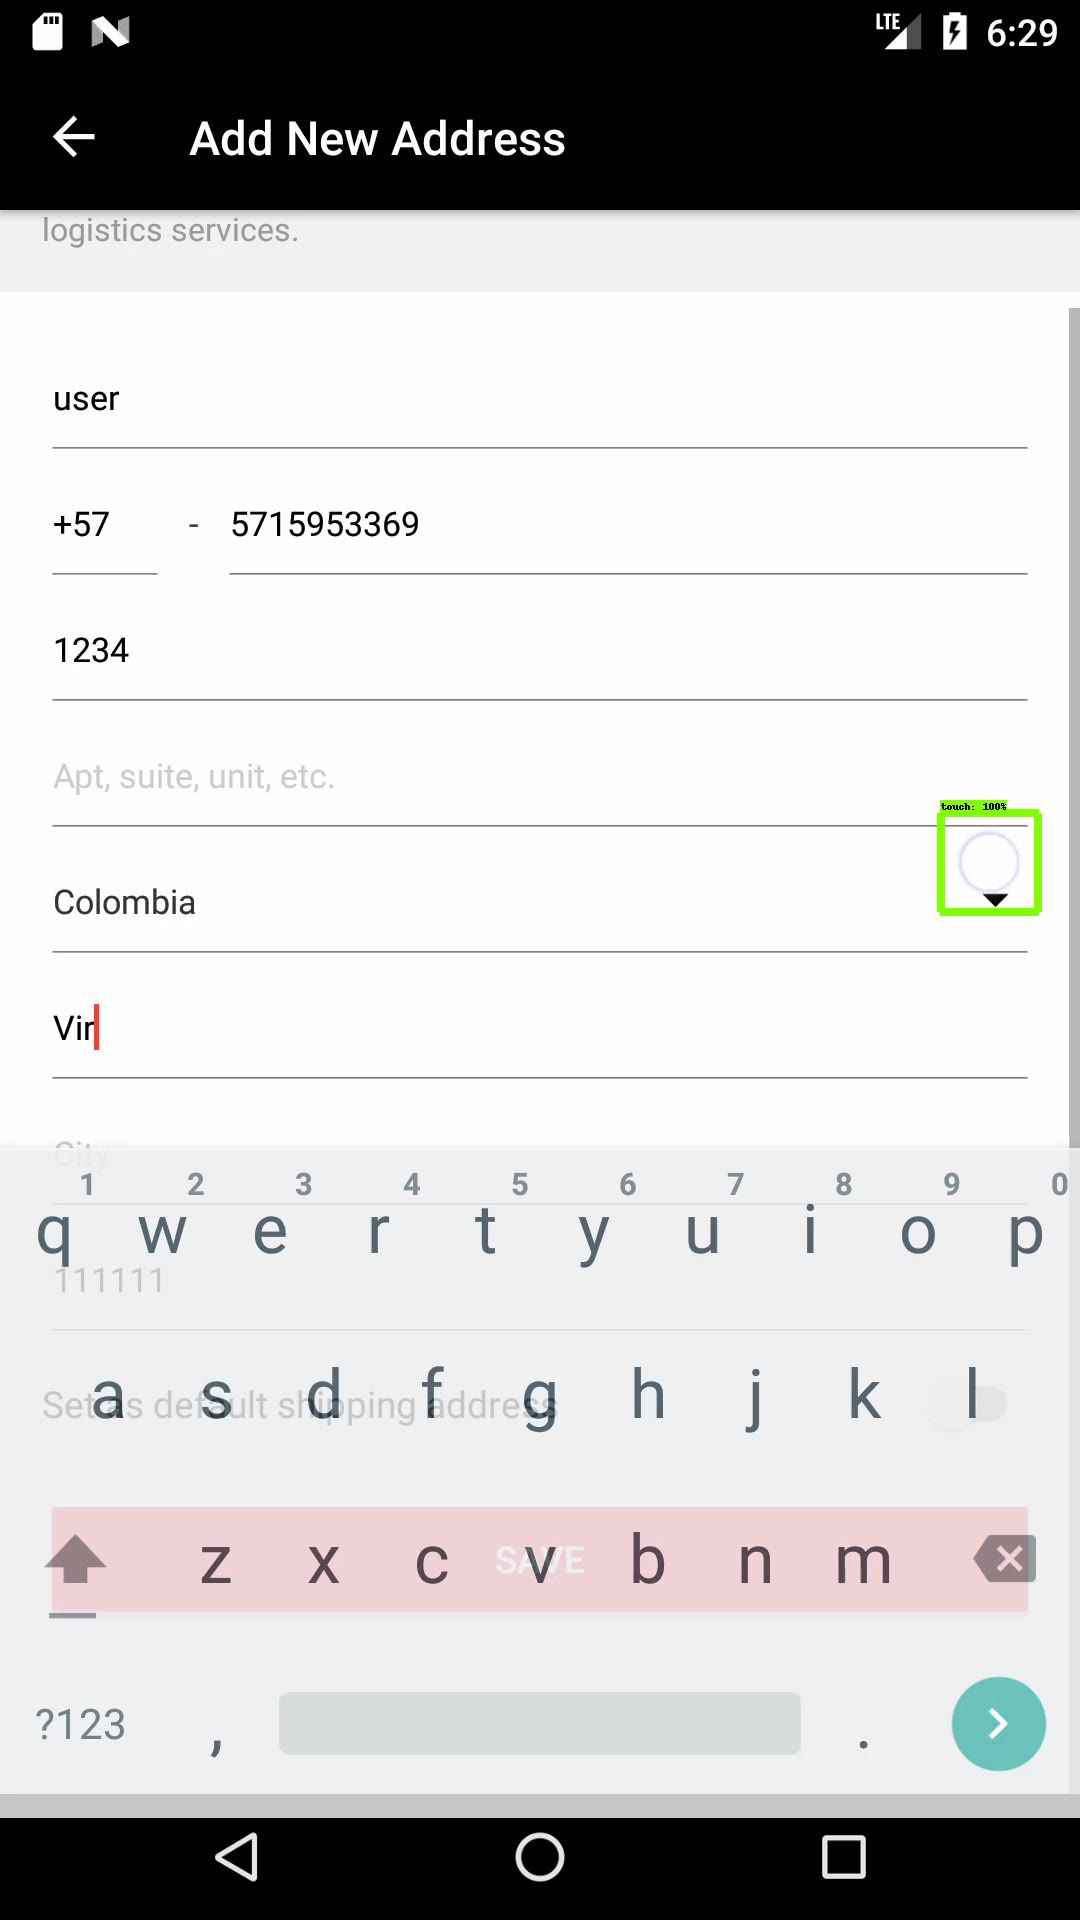 LTE 6:29
Add New Address
logistics services.
user
+57 - 5715953369
1234
Apt, suite, unit, etc.
touch: 100%
Colombia
Vir
City
1 2 3 4 5 6 7 8 9 0
q w e r t y u i o p
111111
a s d f g h j k l
Set as default shipping address
z x c v b n m
SAVE
?123 , .